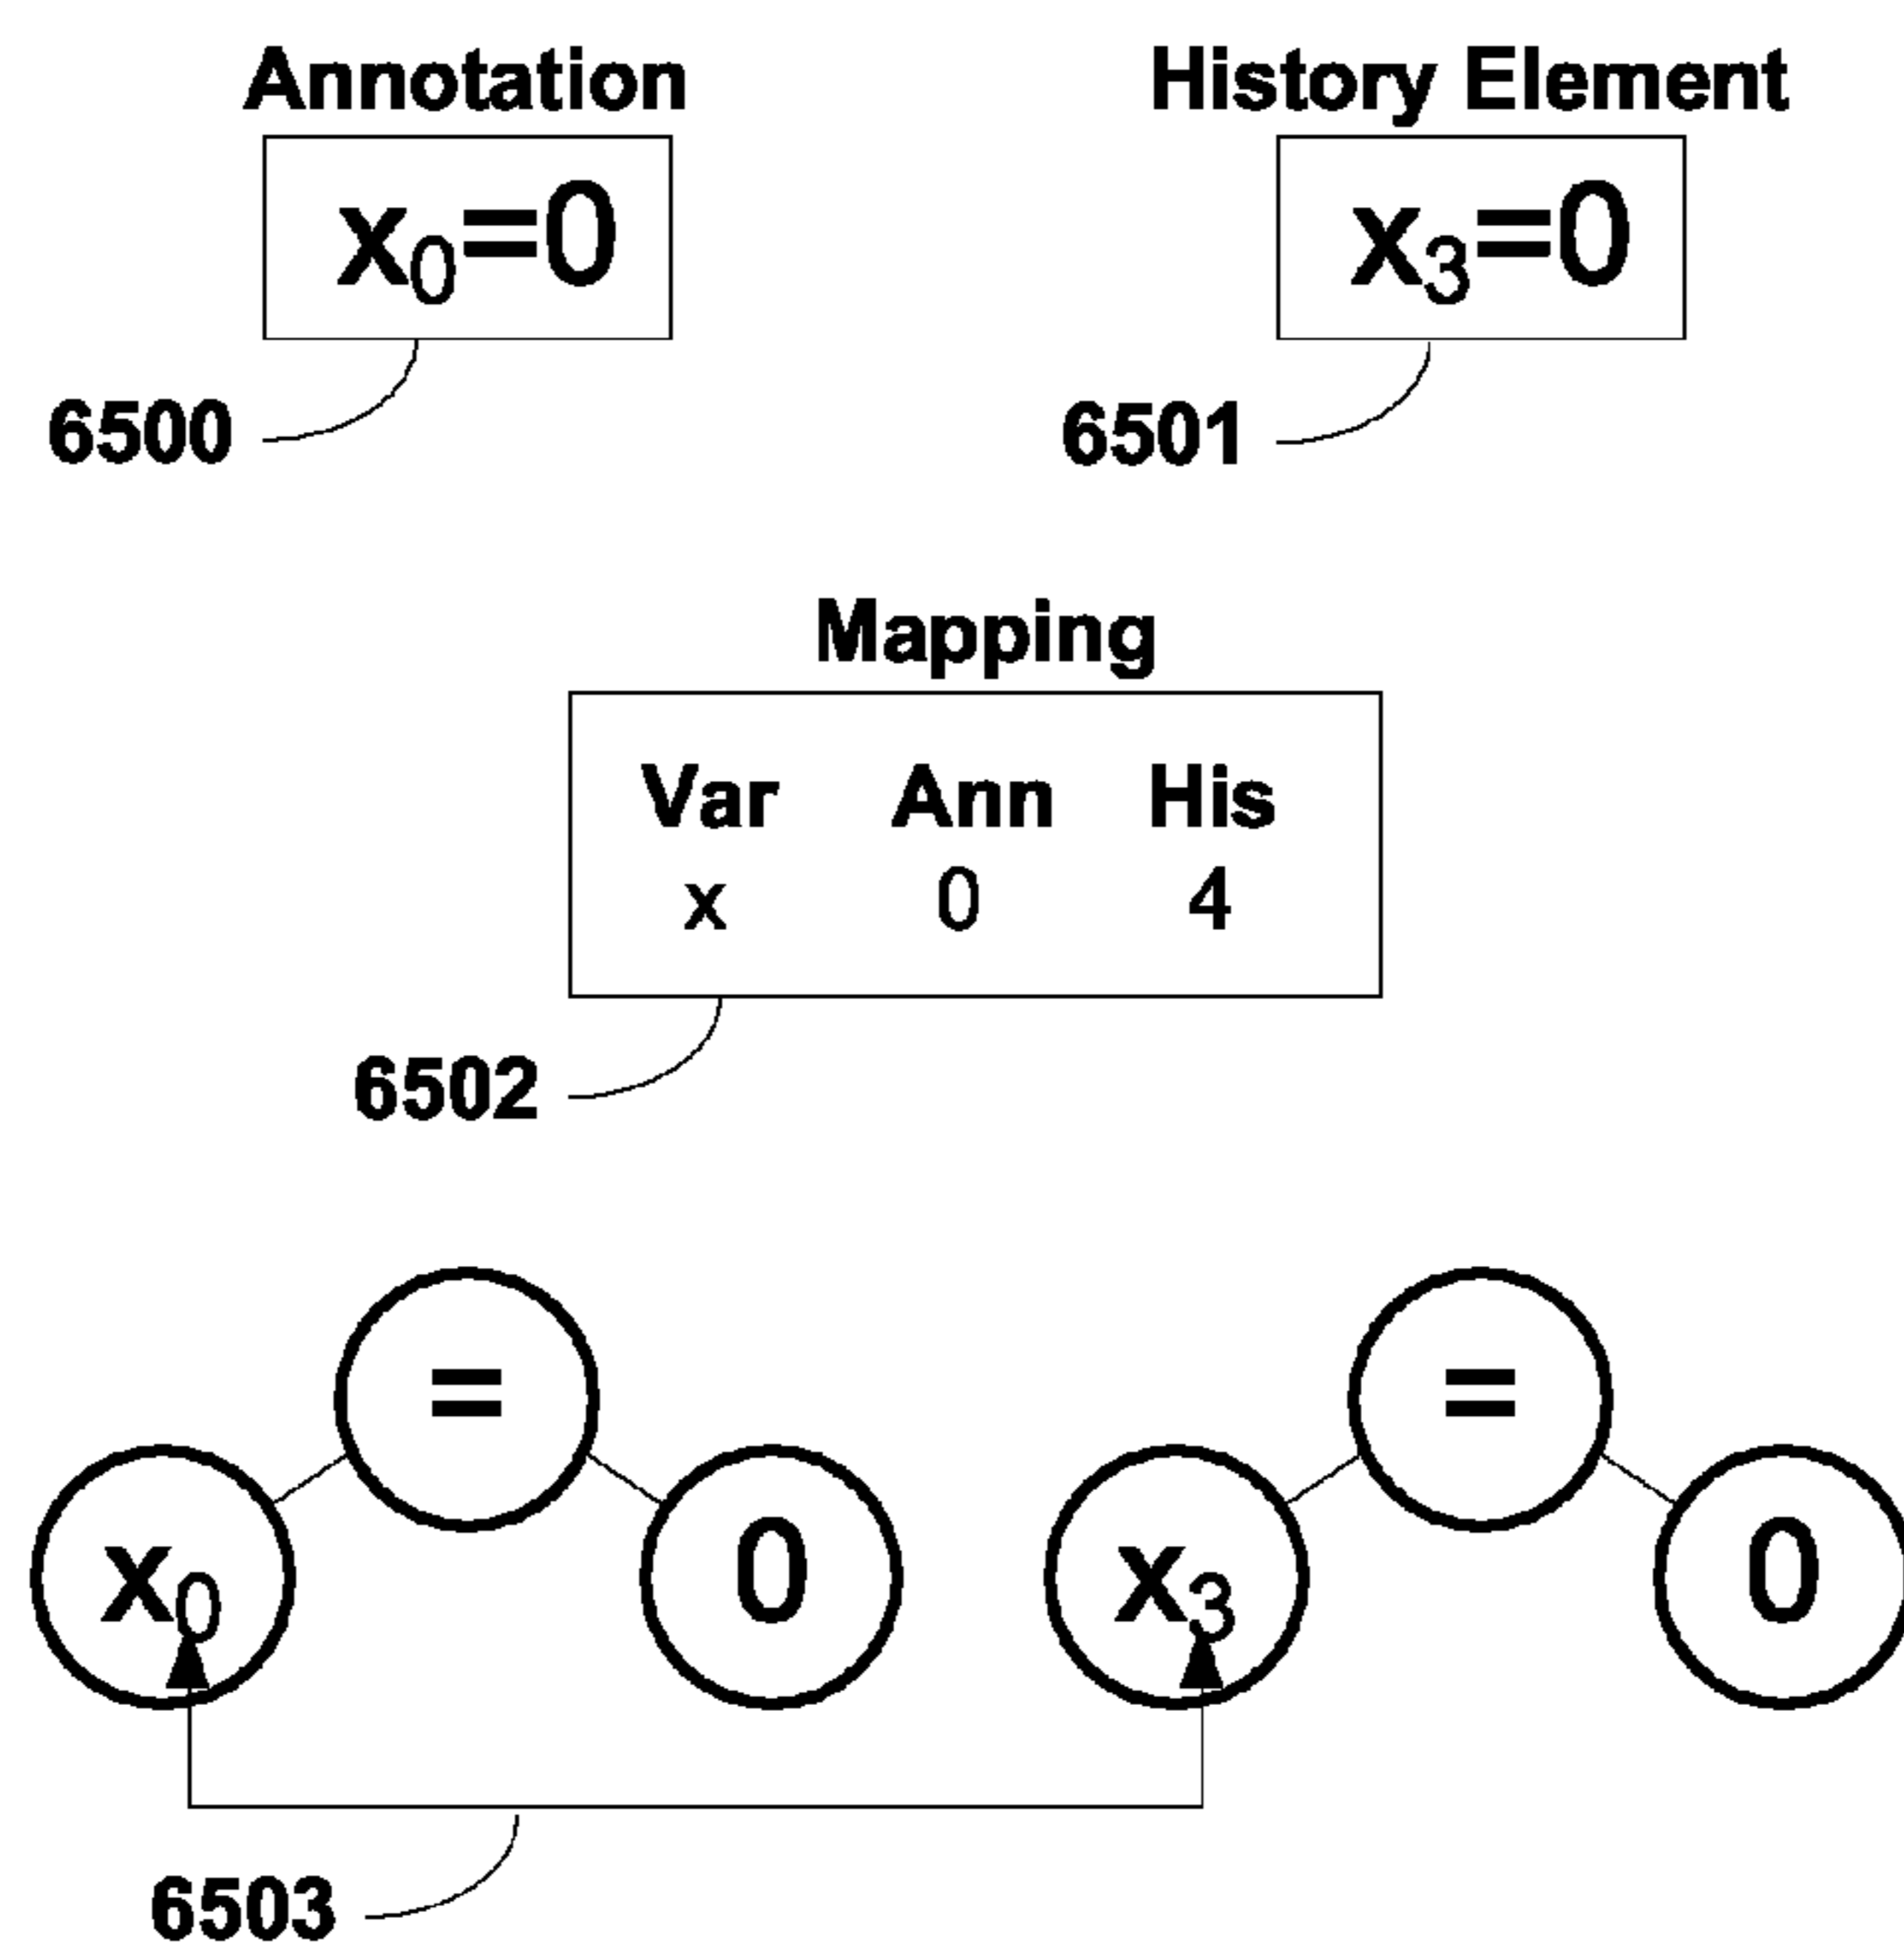 Annotation History Element
x₀=0 x₃=0
6500 6501
Mapping
Var Ann His
x 0 4
6502
= =
x₀ 0 x₃ 0
6503